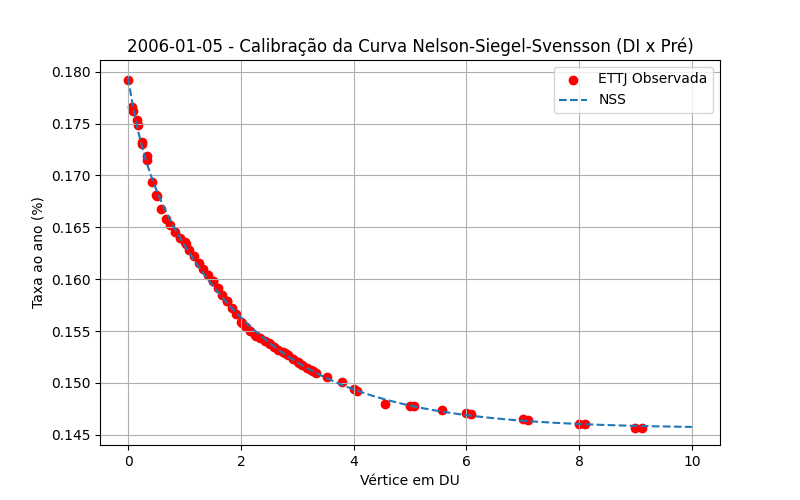 2006-01-05 - Calibração da Curva Nelson-Siegel-Svensson (DI x Pré)
ETTJ Observada
NSS
Taxa ao ano (%)
0.180
0.175
0.170
0.165
0.160
0.155
0.150
0.145
0 2 4 6 8 10
Vértice em DU